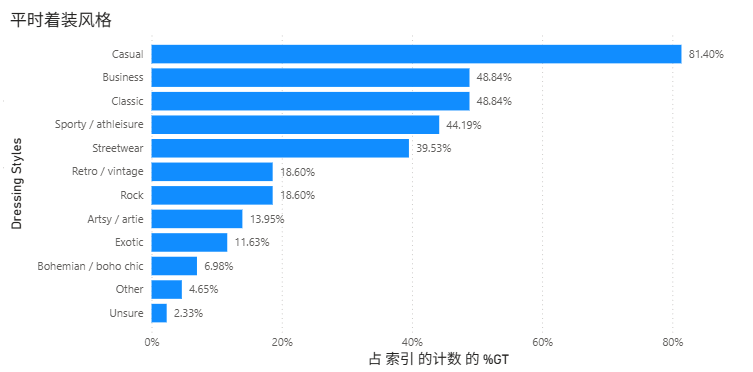 平时着装风格
Dressing Styles
Casual 81.40%
Business 48.84%
Classic 48.84%
Sporty / athleisure 44.19%
Streetwear 39.53%
Retro / vintage 18.60%
Rock 18.60%
Artsy / artie 13.95%
Exotic 11.63%
Bohemian / boho chic 6.98%
Other 4.65%
Unsure 2.33%
0% 20% 40% 60% 80%
占 索引 的计数 的 %GT